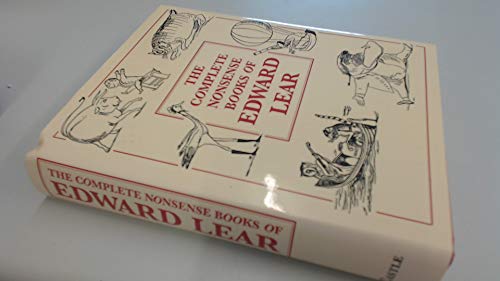 THE
COMPLETE
NONSENSE
BOOKS OF
EDWARD
LEAR
THE COMPLETE NONSENSE BOOKS OF
EDWARD LEAR